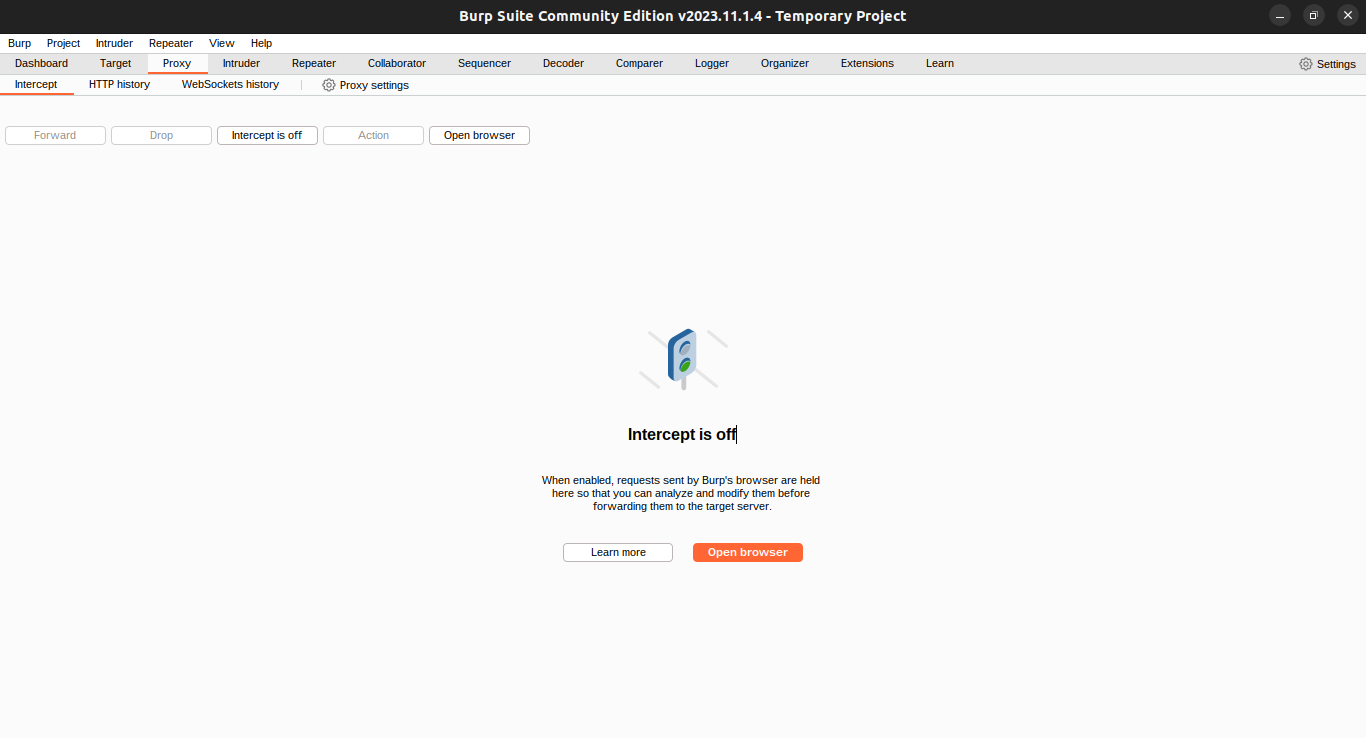 Burp Suite Community Edition v2023.11.1.4 - Temporary Project
Burp Project Intruder Repeater View Help
Dashboard Target Proxy Intruder Repeater Collaborator Sequencer Decoder Comparer Logger Organizer Extensions Learn Settings
Intercept HTTP history WebSockets history Proxy settings
Forward Drop Intercept is off Action Open browser
Intercept is off
When enabled, requests sent by Burp's browser are held
here so that you can analyze and modify them before
forwarding them to the target server.
Learn more Open browser